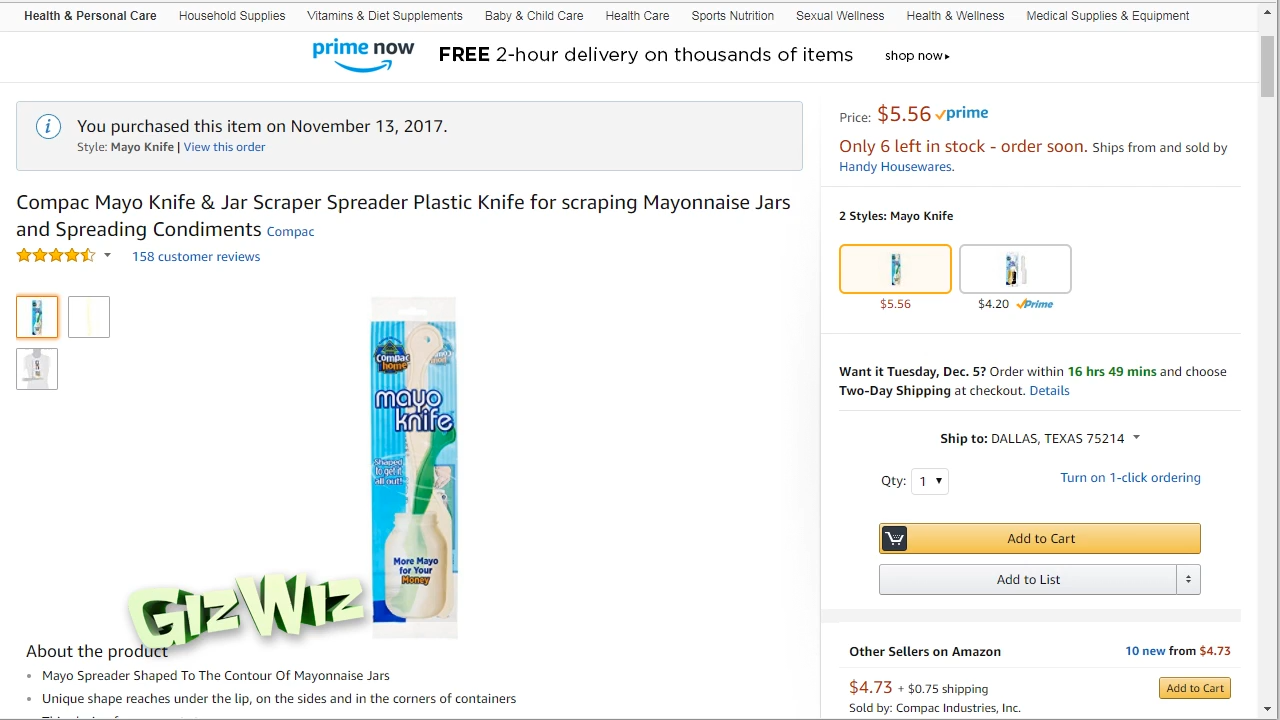 Health & Personal Care Household Supplies Vitamins & Diet Supplements Baby & Child Care Health Care Sports Nutrition Sexual Wellness Health & Wellness Medical Supplies & Equipment
prime now FREE 2-hour delivery on thousands of items shop now▸
You purchased this item on November 13, 2017.
Style: Mayo Knife | View this order
Compac Mayo Knife & Jar Scraper Spreader Plastic Knife for scraping Mayonnaise Jars
and Spreading Condiments Compac
158 customer reviews
Compac
home
mayo
knife
Shaped
to get it
all out!
More Mayo
for Your
Money
GizWiz
About the product
• Mayo Spreader Shaped To The Contour Of Mayonnaise Jars
• Unique shape reaches under the lip, on the sides and in the corners of containers
Price: $5.56 prime
Only 6 left in stock - order soon. Ships from and sold by
Handy Housewares.
2 Styles: Mayo Knife
$5.56 $4.20 Prime
Want it Tuesday, Dec. 5? Order within 16 hrs 49 mins and choose
Two-Day Shipping at checkout. Details
Ship to: DALLAS, TEXAS 75214
Qty: 1 Turn on 1-click ordering
Add to Cart
Add to List
Other Sellers on Amazon 10 new from $4.73
$4.73 + $0.75 shipping Add to Cart
Sold by: Compac Industries, Inc.